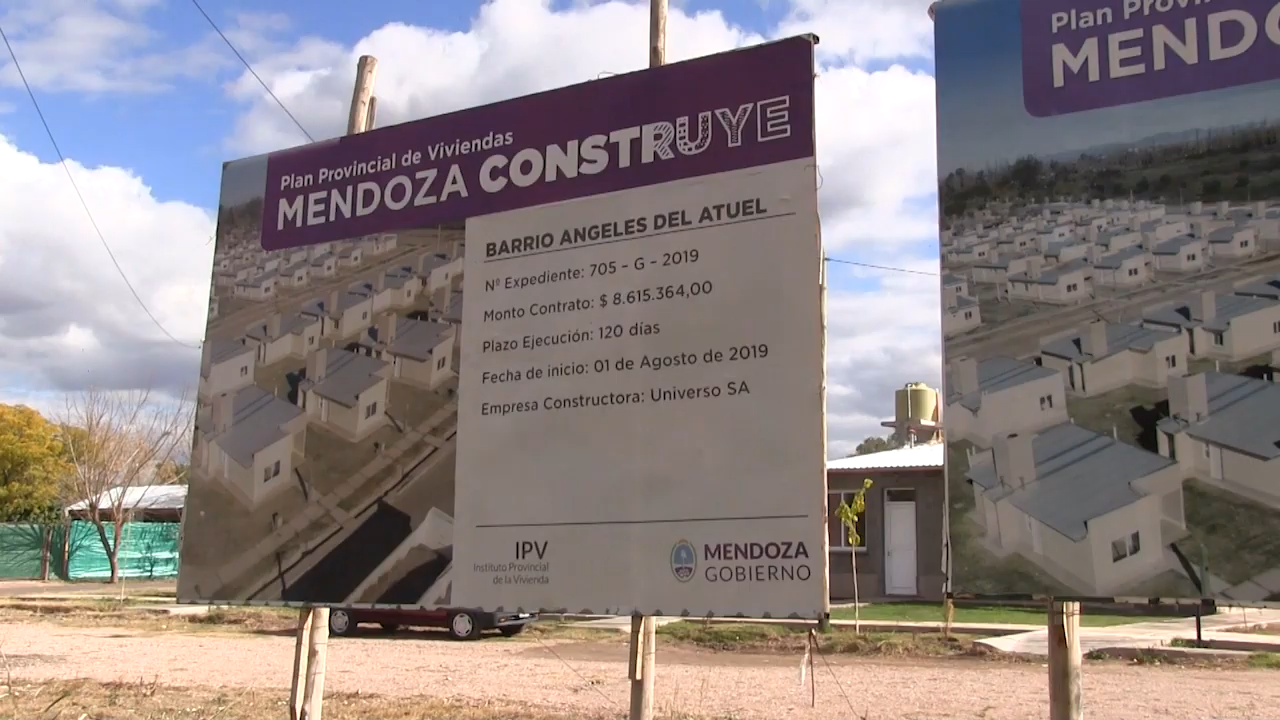 Plan Provincial de Viviendas
MENDOZA CONSTRUYE
BARRIO ANGELES DEL ATUEL
Nº Expediente: 705 - G - 2019
Monto Contrato: $ 8.615.364,00
Plazo Ejecución: 120 días
Fecha de inicio: 01 de Agosto de 2019
Empresa Constructora: Universo SA
IPV
Instituto Provincial
de la Vivienda
MENDOZA
GOBIERNO
Plan